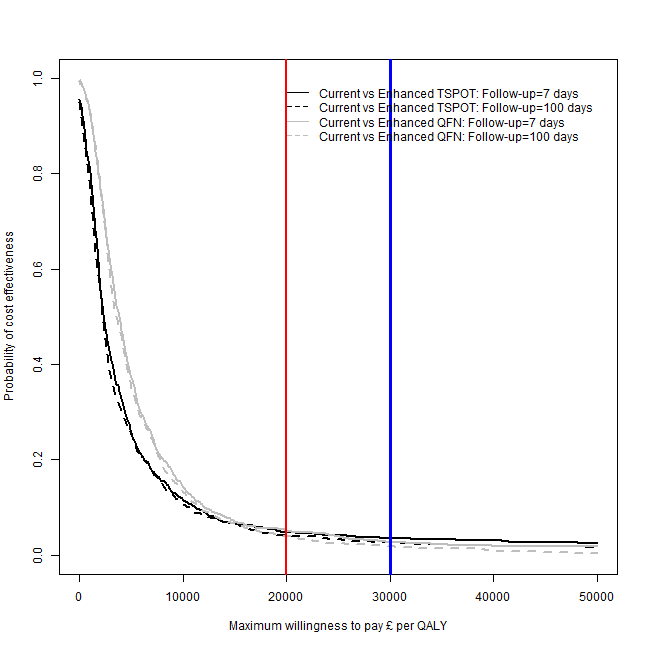 Current vs Enhanced TSPOT: Follow-up=7 days
Current vs Enhanced TSPOT: Follow-up=100 days
Current vs Enhanced QFN: Follow-up=7 days
Current vs Enhanced QFN: Follow-up=100 days
Probability of cost effectiveness
1.0
0.8
0.6
0.4
0.2
0.0
0 10000 20000 30000 40000 50000
Maximum willingness to pay £ per QALY